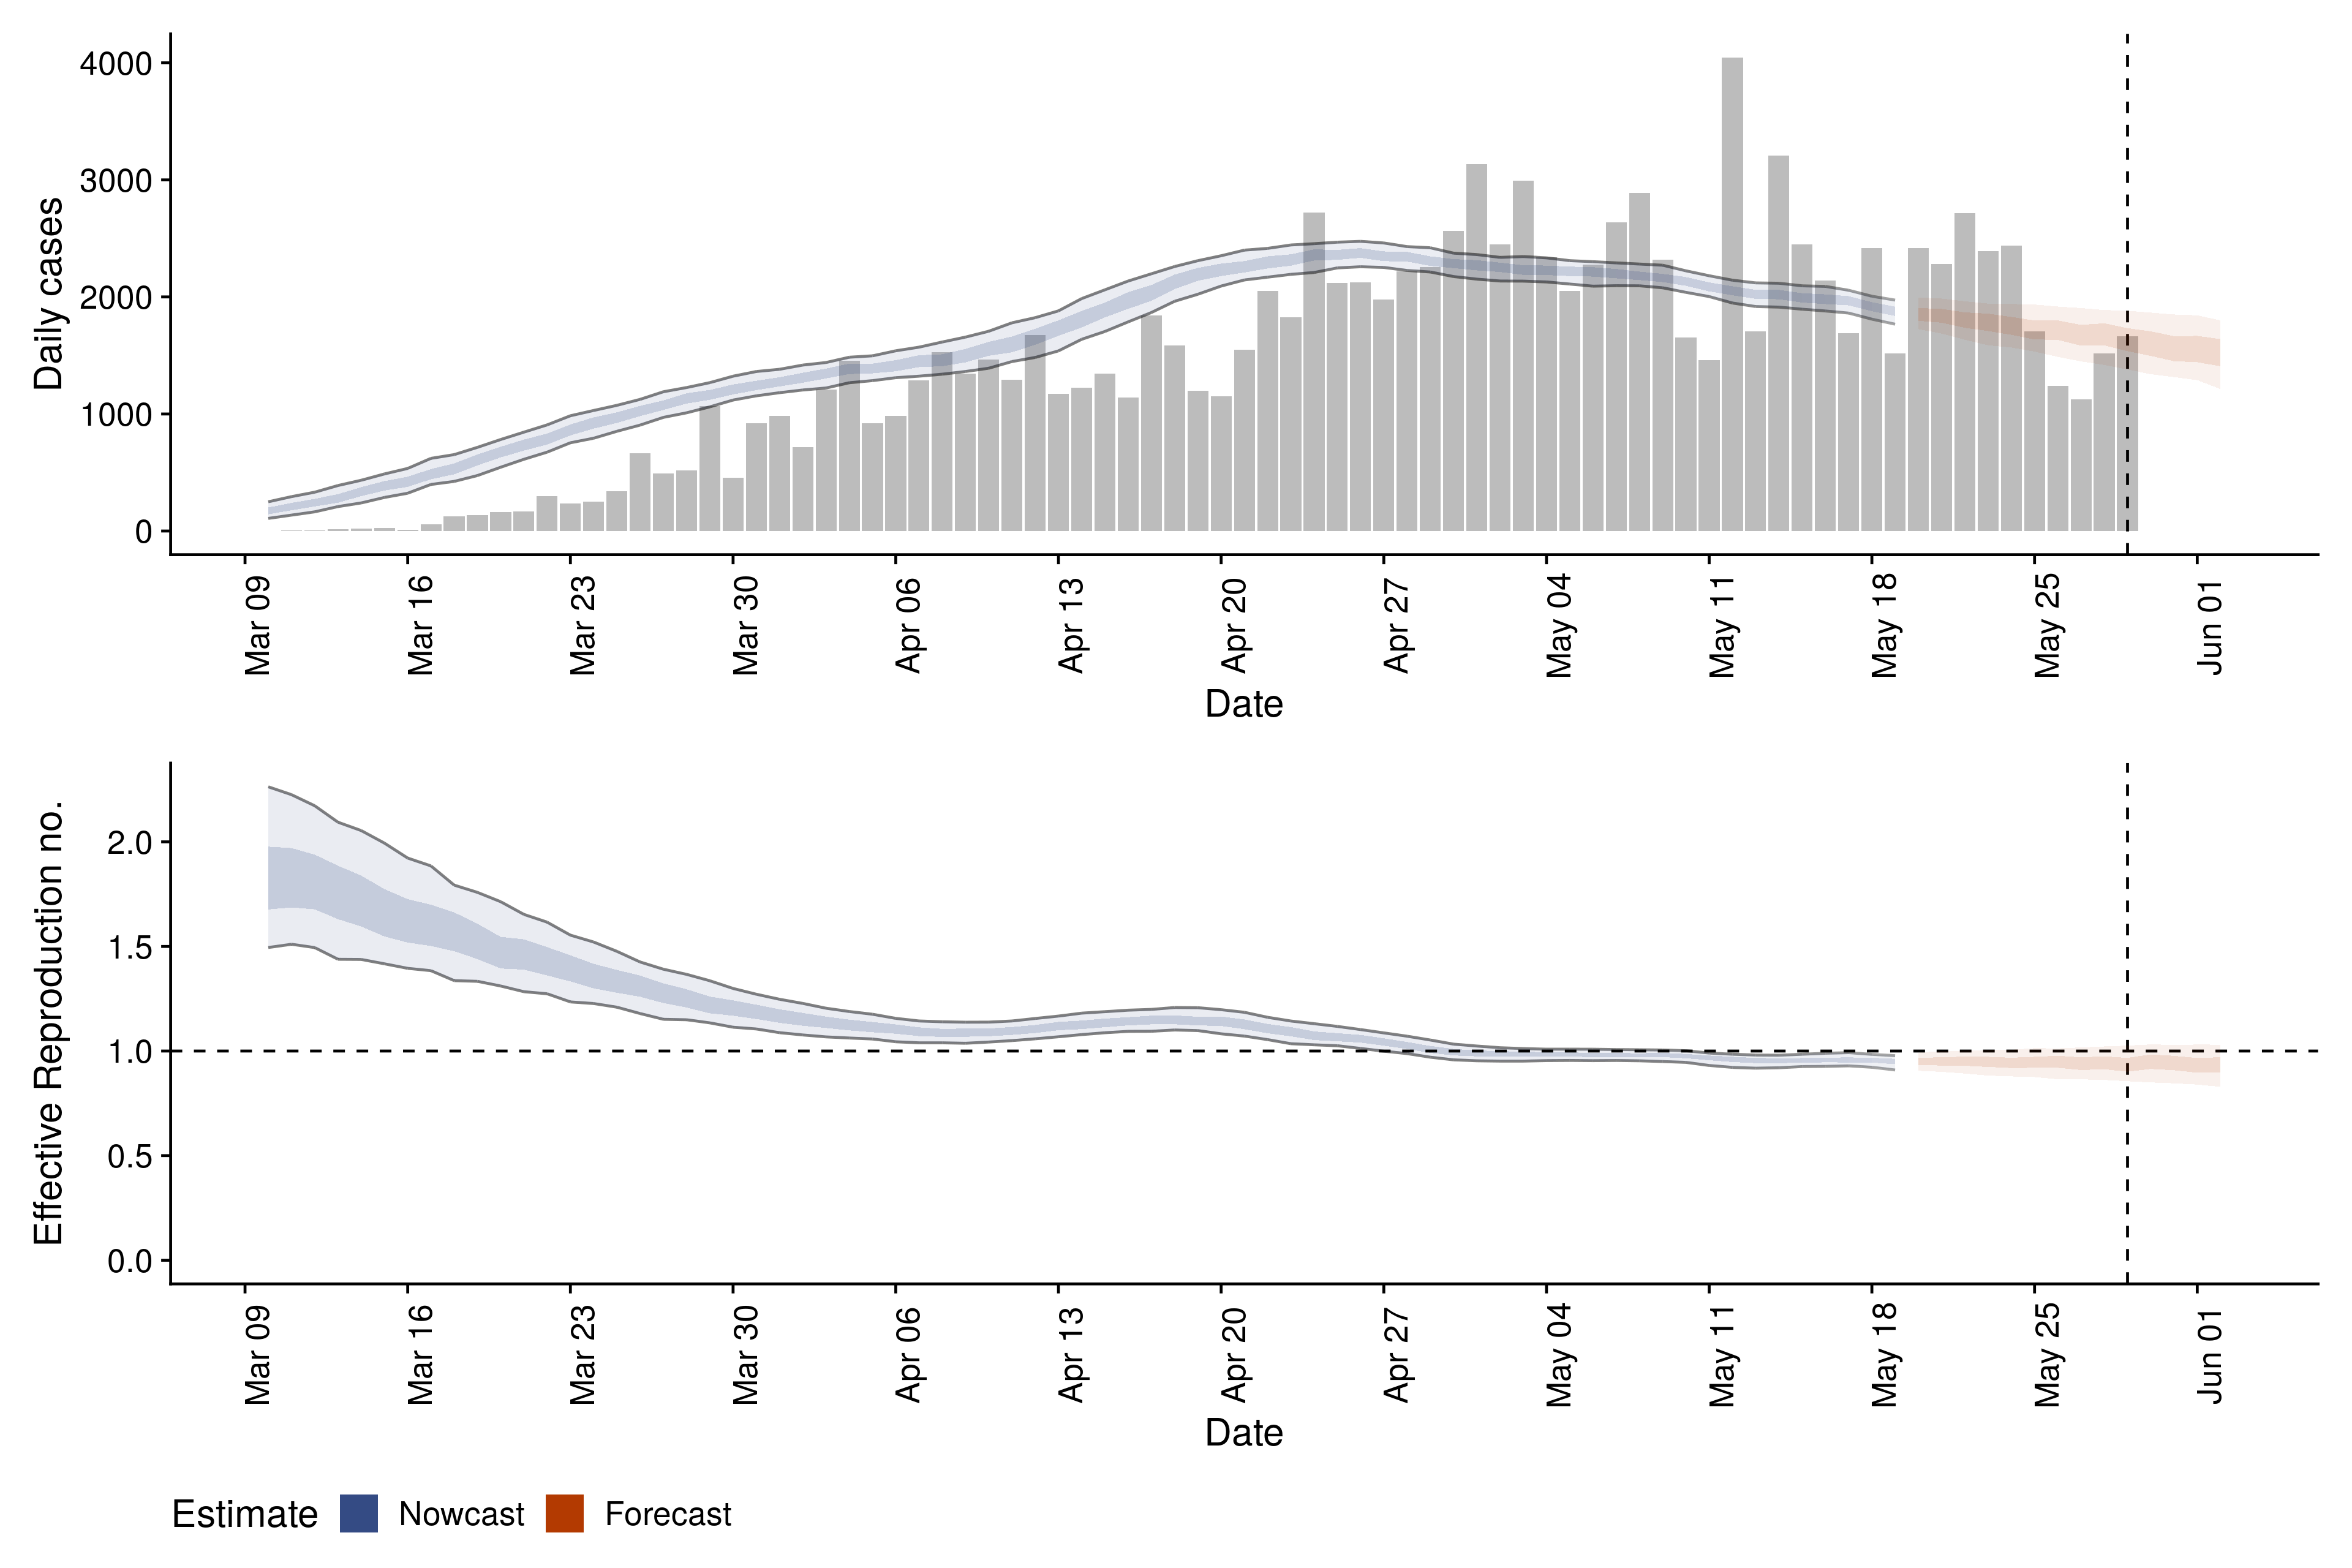 Daily cases
4000
3000
2000
1000
0
Mar 09
Mar 16
Mar 23
Mar 30
Apr 06
Apr 13
Apr 20
Apr 27
May 04
May 11
May 18
May 25
Jun 01
Date
Effective Reproduction no.
2.0
1.5
1.0
0.5
0.0
Mar 09
Mar 16
Mar 23
Mar 30
Apr 06
Apr 13
Apr 20
Apr 27
May 04
May 11
May 18
May 25
Jun 01
Date
Estimate Nowcast Forecast